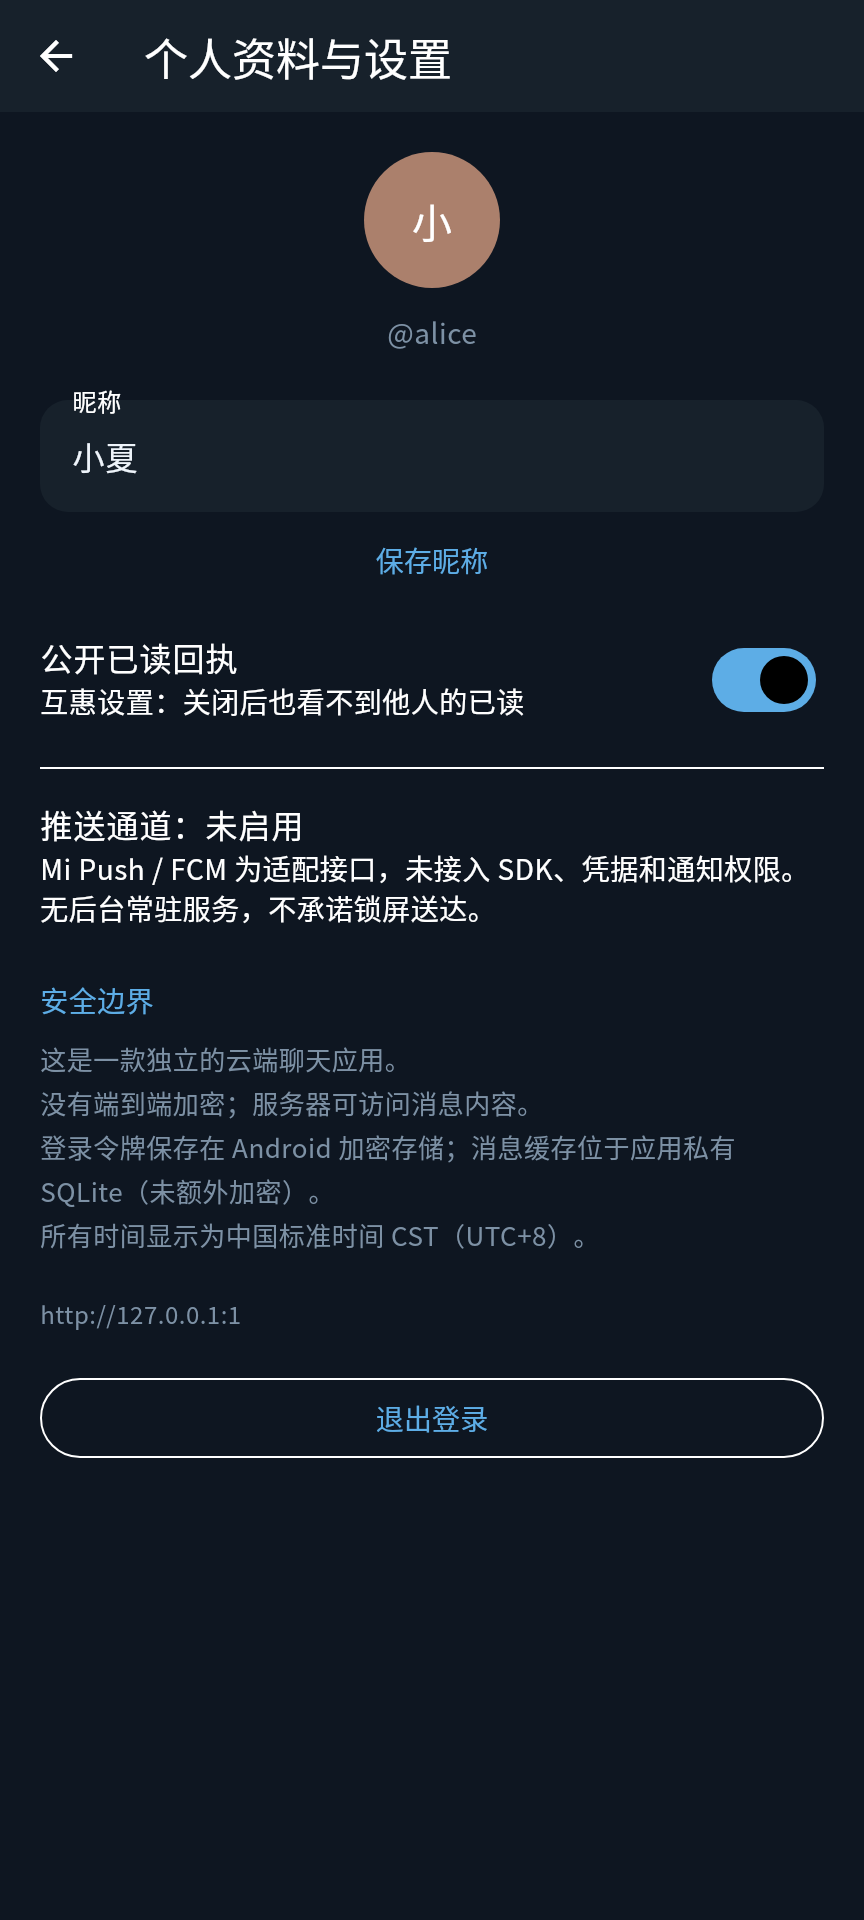 个人资料与设置
小
@alice
昵称
小夏
保存昵称
公开已读回执
互惠设置：关闭后也看不到他人的已读
推送通道：未启用
Mi Push / FCM 为适配接口，未接入 SDK、凭据和通知权限。
无后台常驻服务，不承诺锁屏送达。
安全边界
这是一款独立的云端聊天应用。
没有端到端加密；服务器可访问消息内容。
登录令牌保存在 Android 加密存储；消息缓存位于应用私有
SQLite（未额外加密）。
所有时间显示为中国标准时间 CST（UTC+8）。
http://127.0.0.1:1
退出登录